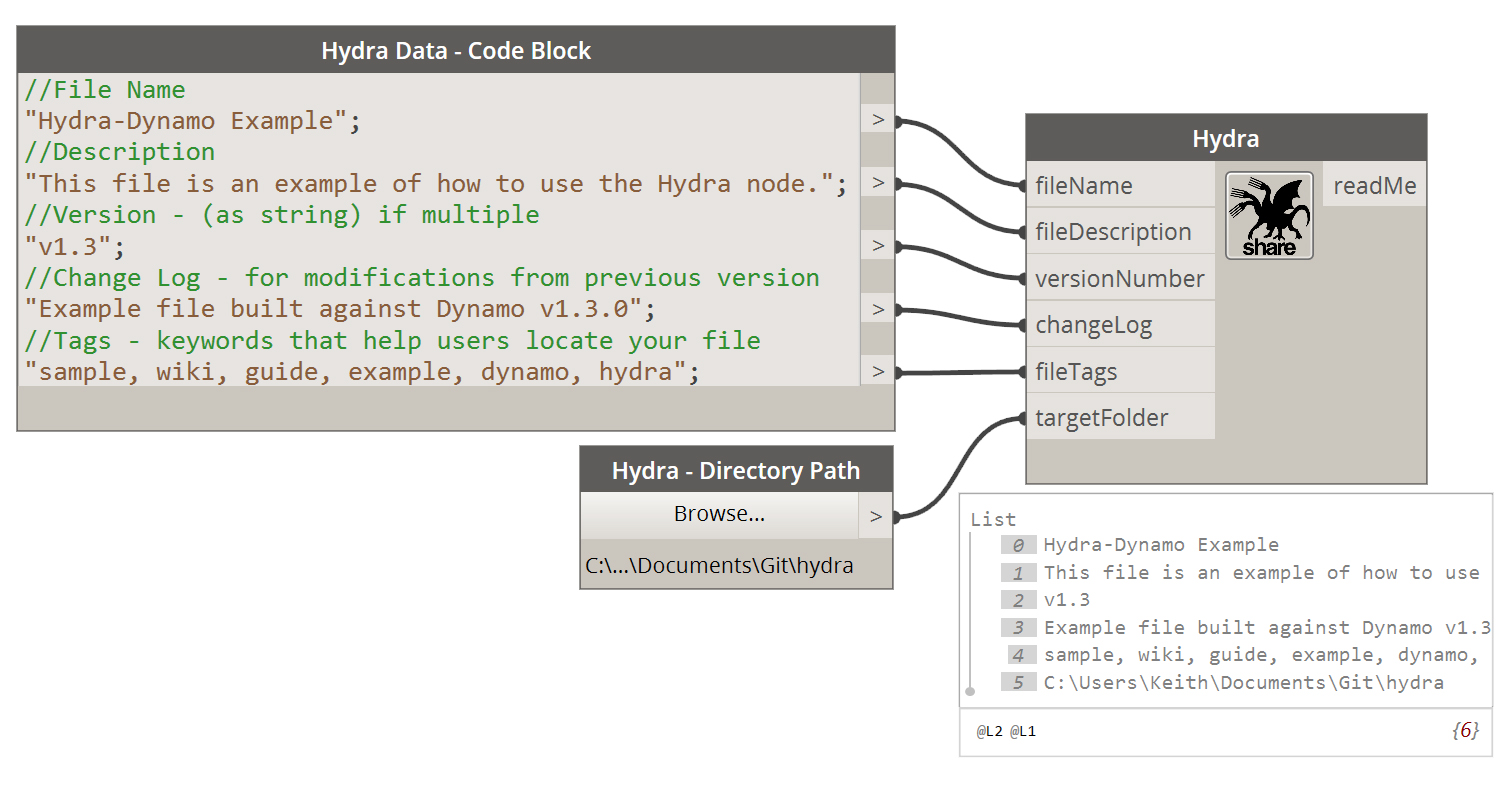 Hydra Data - Code Block
//File Name
"Hydra-Dynamo Example";
>
//Description
"This file is an example of how to use the Hydra node.";
>
//Version - (as string) if multiple
"v1.3";
>
//Change Log - for modifications from previous version
"Example file built against Dynamo v1.3.0";
>
//Tags - keywords that help users locate your file
"sample, wiki, guide, example, dynamo, hydra";
>
Hydra - Directory Path
Browse...
>
C:\...\Documents\Git\hydra
Hydra
fileName
fileDescription
versionNumber
changeLog
fileTags
targetFolder
share
readMe
List
0 Hydra-Dynamo Example
1 This file is an example of how to use
2 v1.3
3 Example file built against Dynamo v1.3
4 sample, wiki, guide, example, dynamo,
5 C:\Users\Keith\Documents\Git\hydra
@L2 @L1
{6}